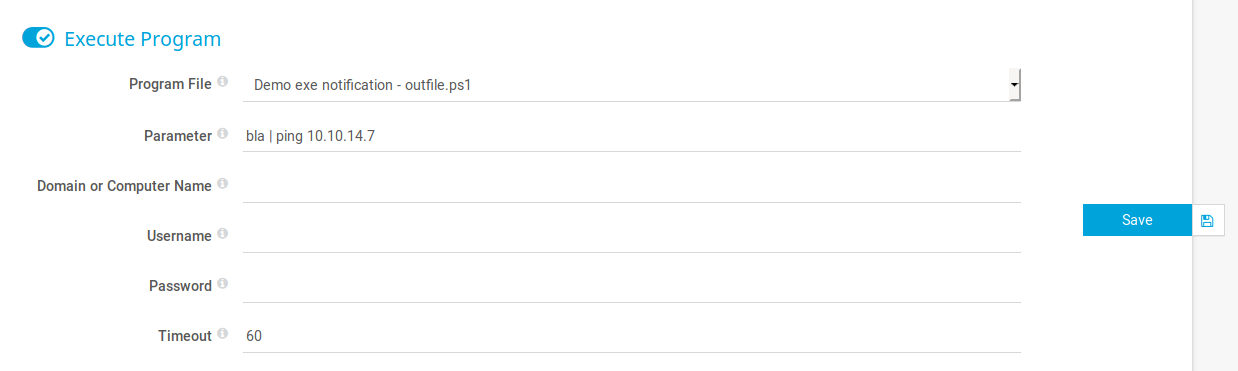 Execute Program
Program File Demo exe notification - outfile.ps1
Parameter bla | ping 10.10.14.7
Domain or Computer Name
Save
Username
Password
Timeout 60